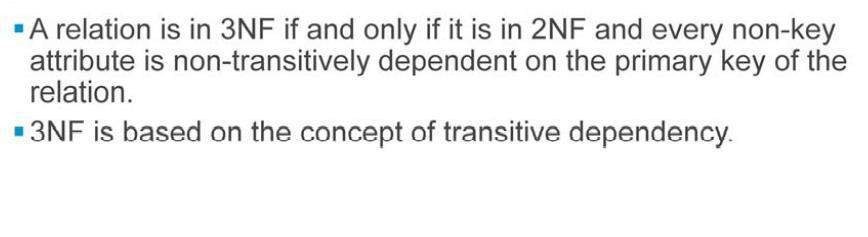 ▪ A relation is in 3NF if and only if it is in 2NF and every non-key
attribute is non-transitively dependent on the primary key of the
relation.
▪ 3NF is based on the concept of transitive dependency.